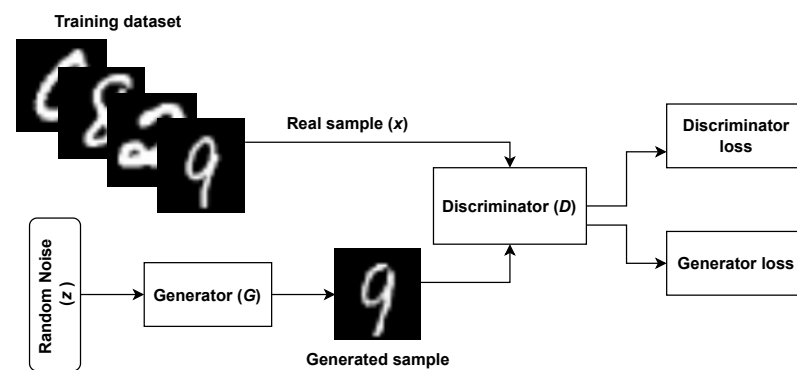 Training dataset
Real sample (x)
Discriminator
loss
Discriminator (D)
Random Noise
(z)
Generator (G)
Generator loss
Generated sample